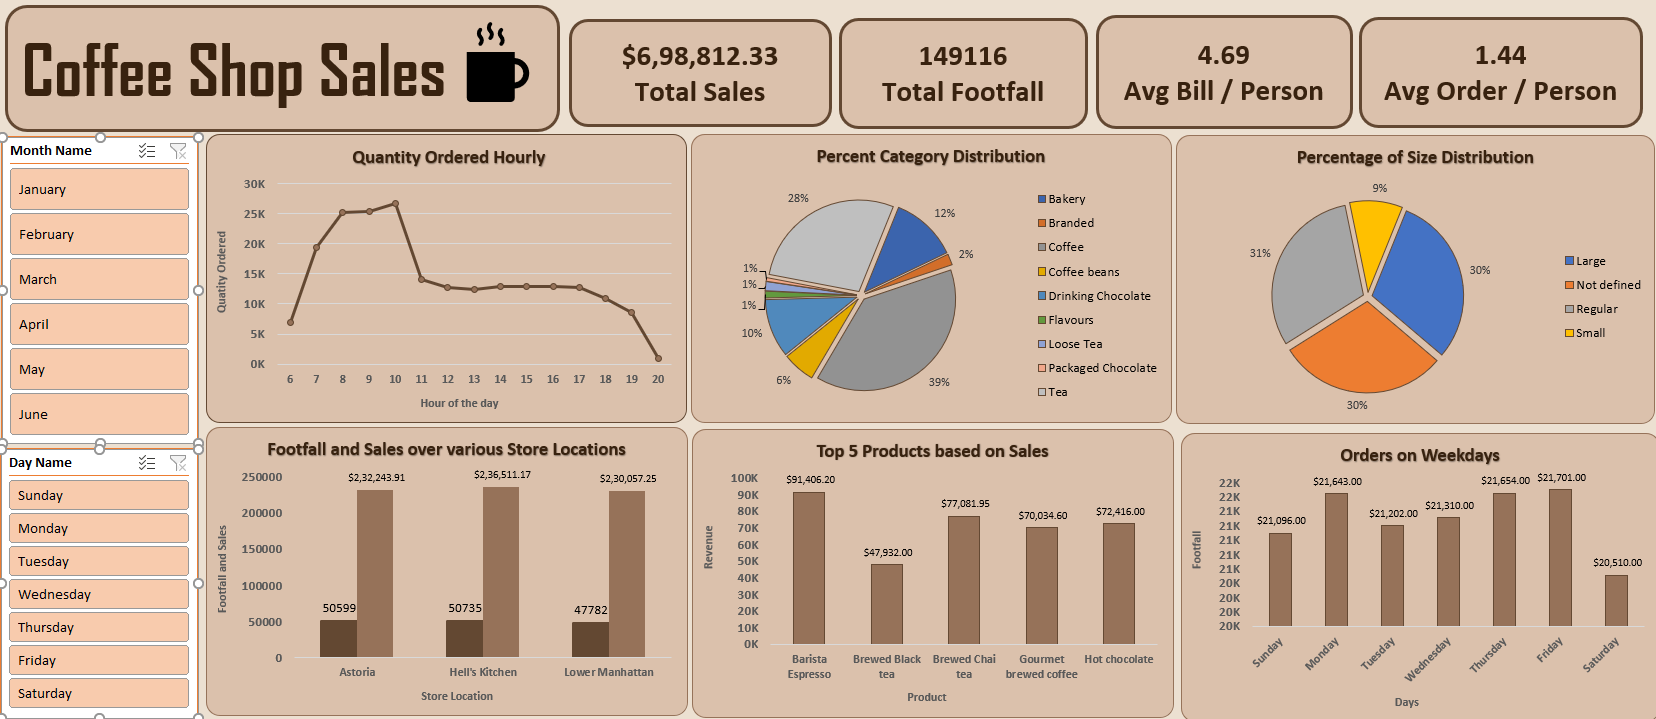 Coffee Shop Sales
$6,98,812.33
Total Sales
149116
Total Footfall
4.69
Avg Bill / Person
1.44
Avg Order / Person
Month Name
January
February
March
April
May
June
Day Name
Sunday
Monday
Tuesday
Wednesday
Thursday
Friday
Saturday
Quantity Ordered Hourly
Quatity Ordered
30K
25K
20K
15K
10K
5K
0K
6 7 8 9 10 11 12 13 14 15 16 17 18 19 20
Hour of the day
Percent Category Distribution
28%
12%
2%
1%
1%
1%
10%
6%
39%
Bakery
Branded
Coffee
Coffee beans
Drinking Chocolate
Flavours
Loose Tea
Packaged Chocolate
Tea
Percentage of Size Distribution
9%
31%
30%
30%
Large
Not defined
Regular
Small
Footfall and Sales over various Store Locations
Footfall and Sales
250000
200000
150000
100000
50000
0
$2,32,243.91 $2,36,511.17 $2,30,057.25
50599 50735 47782
Astoria Hell's Kitchen Lower Manhattan
Store Location
Top 5 Products based on Sales
Revenue
100K
90K
80K
70K
60K
50K
40K
30K
20K
10K
0K
$91,406.20
$47,932.00
$77,081.95
$70,034.60
$72,416.00
Barista Espresso
Brewed Black tea
Brewed Chai tea
Gourmet brewed coffee
Hot chocolate
Product
Orders on Weekdays
Footfall
22K
22K
21K
21K
21K
21K
21K
20K
20K
20K
20K
$21,096.00
$21,643.00
$21,202.00
$21,310.00
$21,654.00
$21,701.00
$20,510.00
Sunday
Monday
Tuesday
Wednesday
Thursday
Friday
Saturday
Days